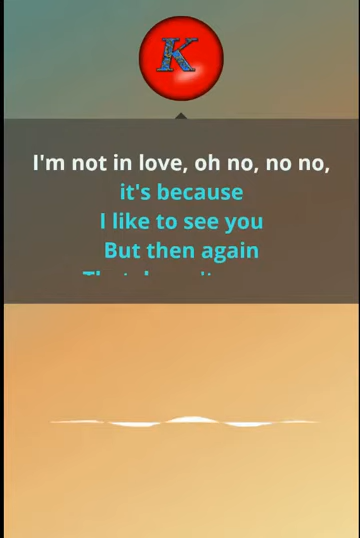 K
I'm not in love, oh no, no no,
it's because
I like to see you
But then again